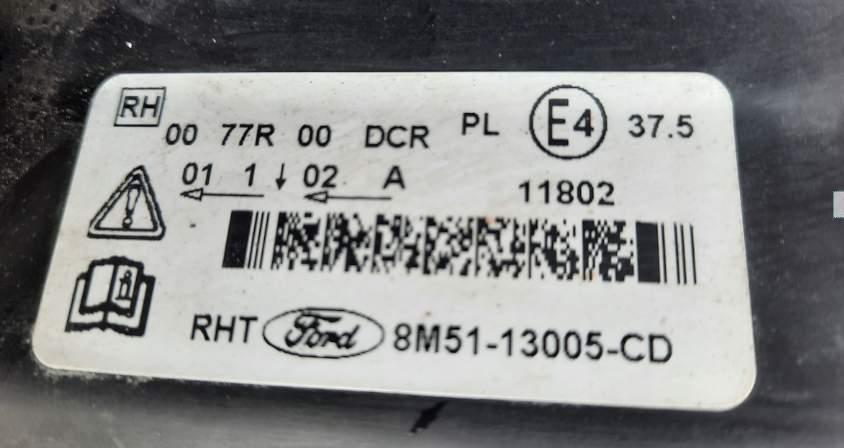 RH
00 77R 00 DCR PL E4 37.5
01 1 ↓ 02 A 11802
RHT Ford 8M51-13005-CD